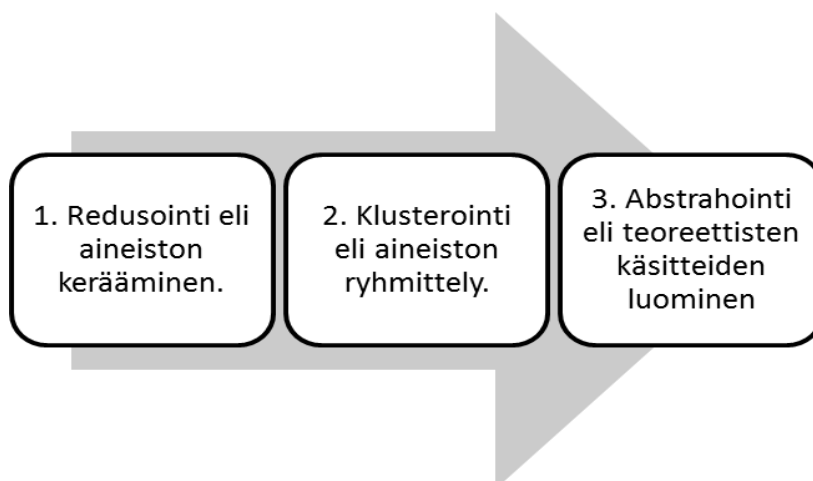 1. Redusointi eli
aineiston
kerääminen.
2. Klusterointi
eli aineiston
ryhmittely.
3. Abstrahointi
eli teoreettisten
käsitteiden
luominen